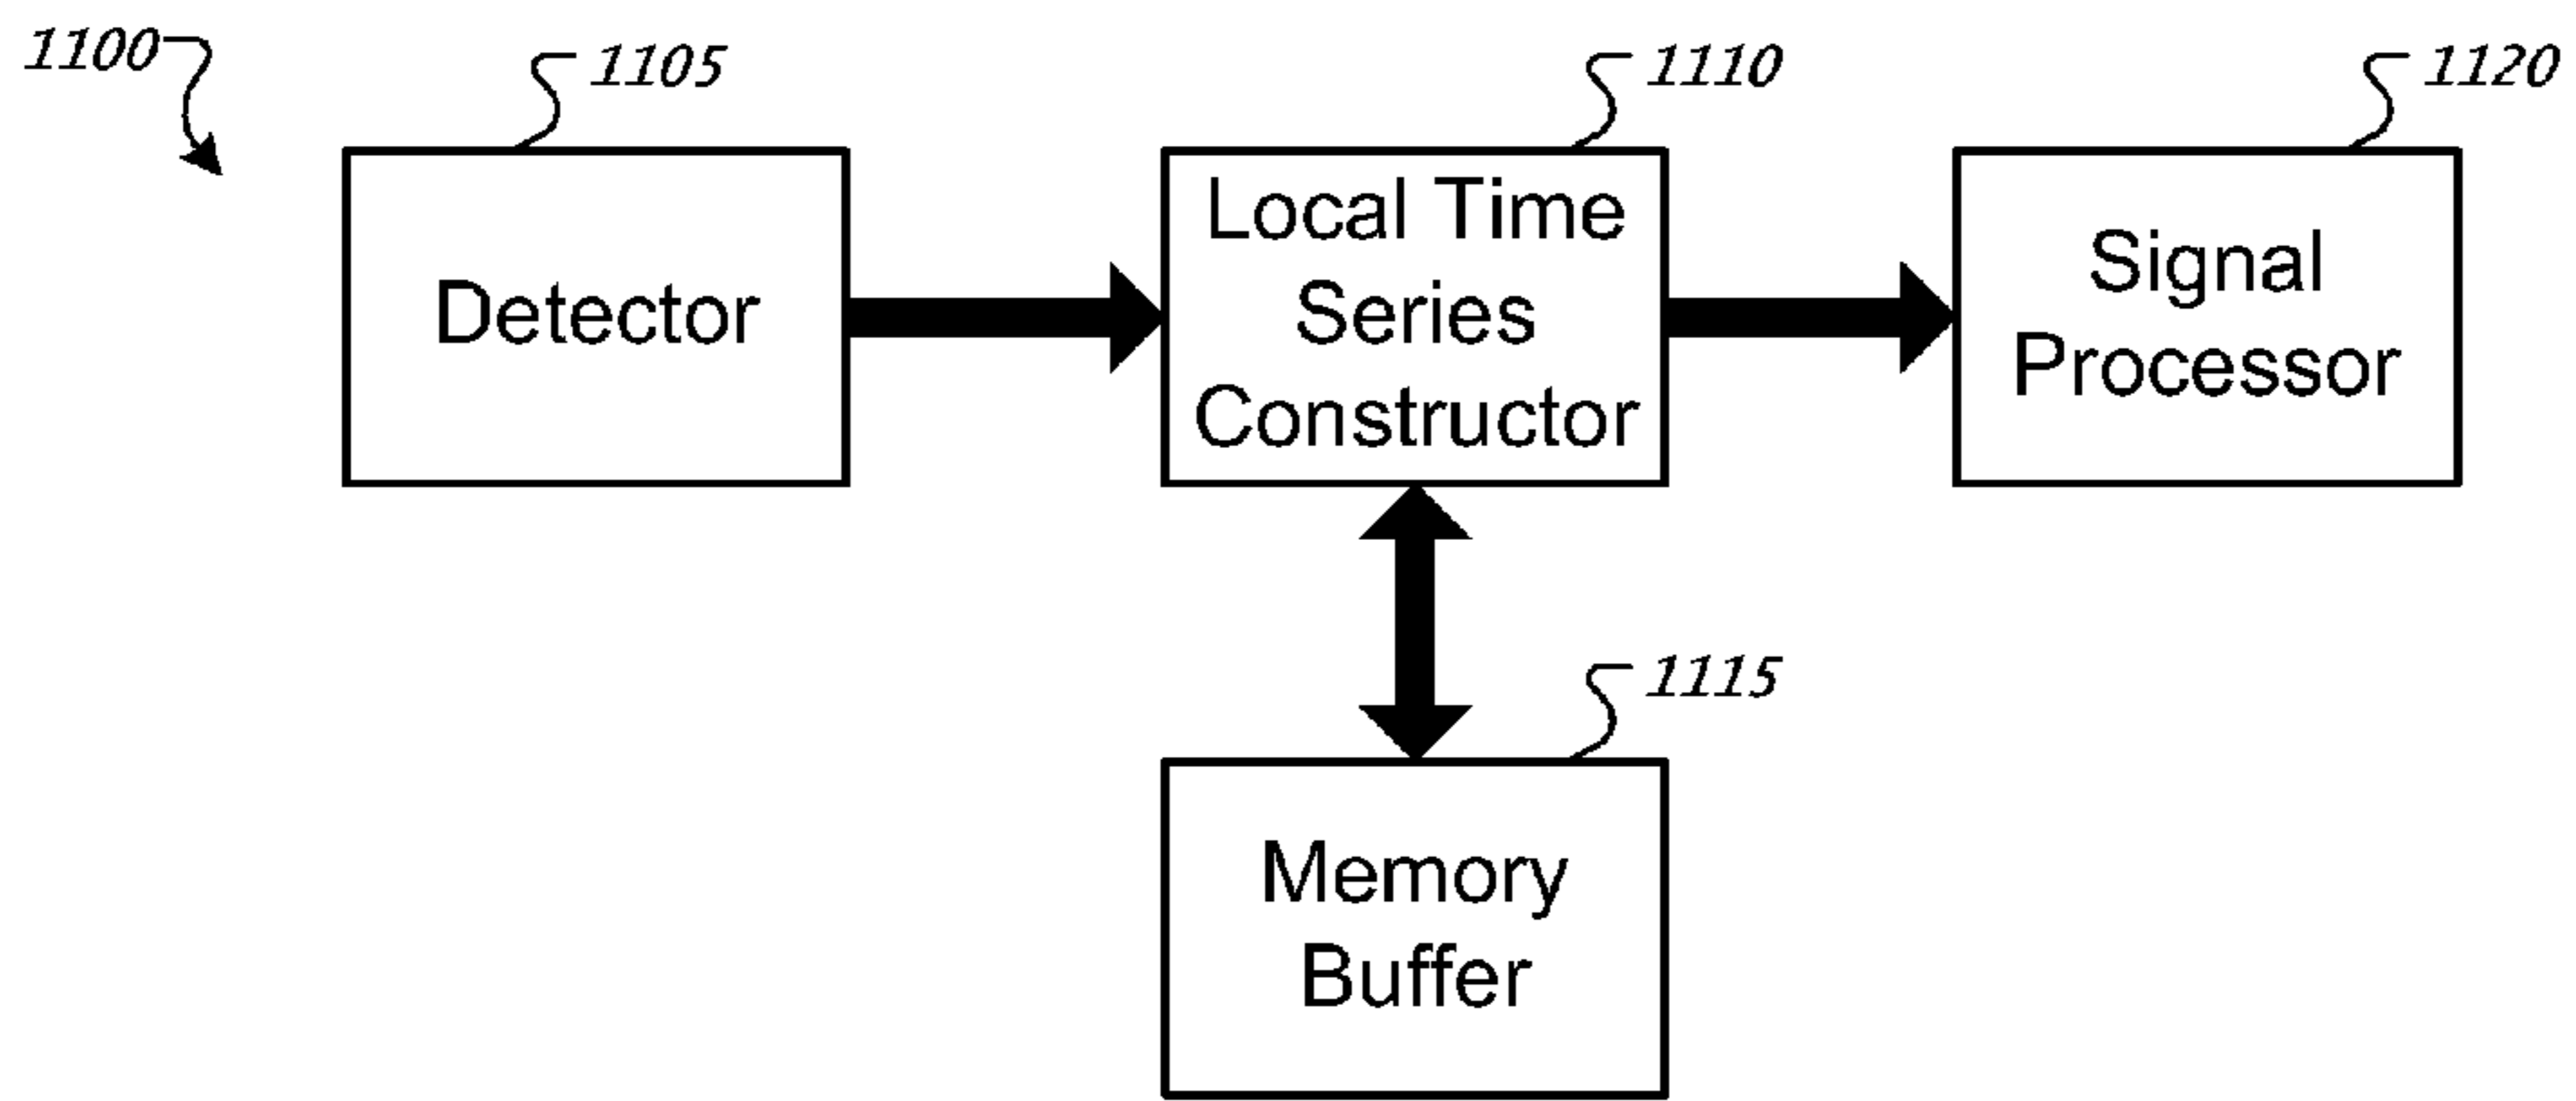 1100
1105
1110
1120
Detector
Local Time
Series
Constructor
Signal
Processor
1115
Memory
Buffer